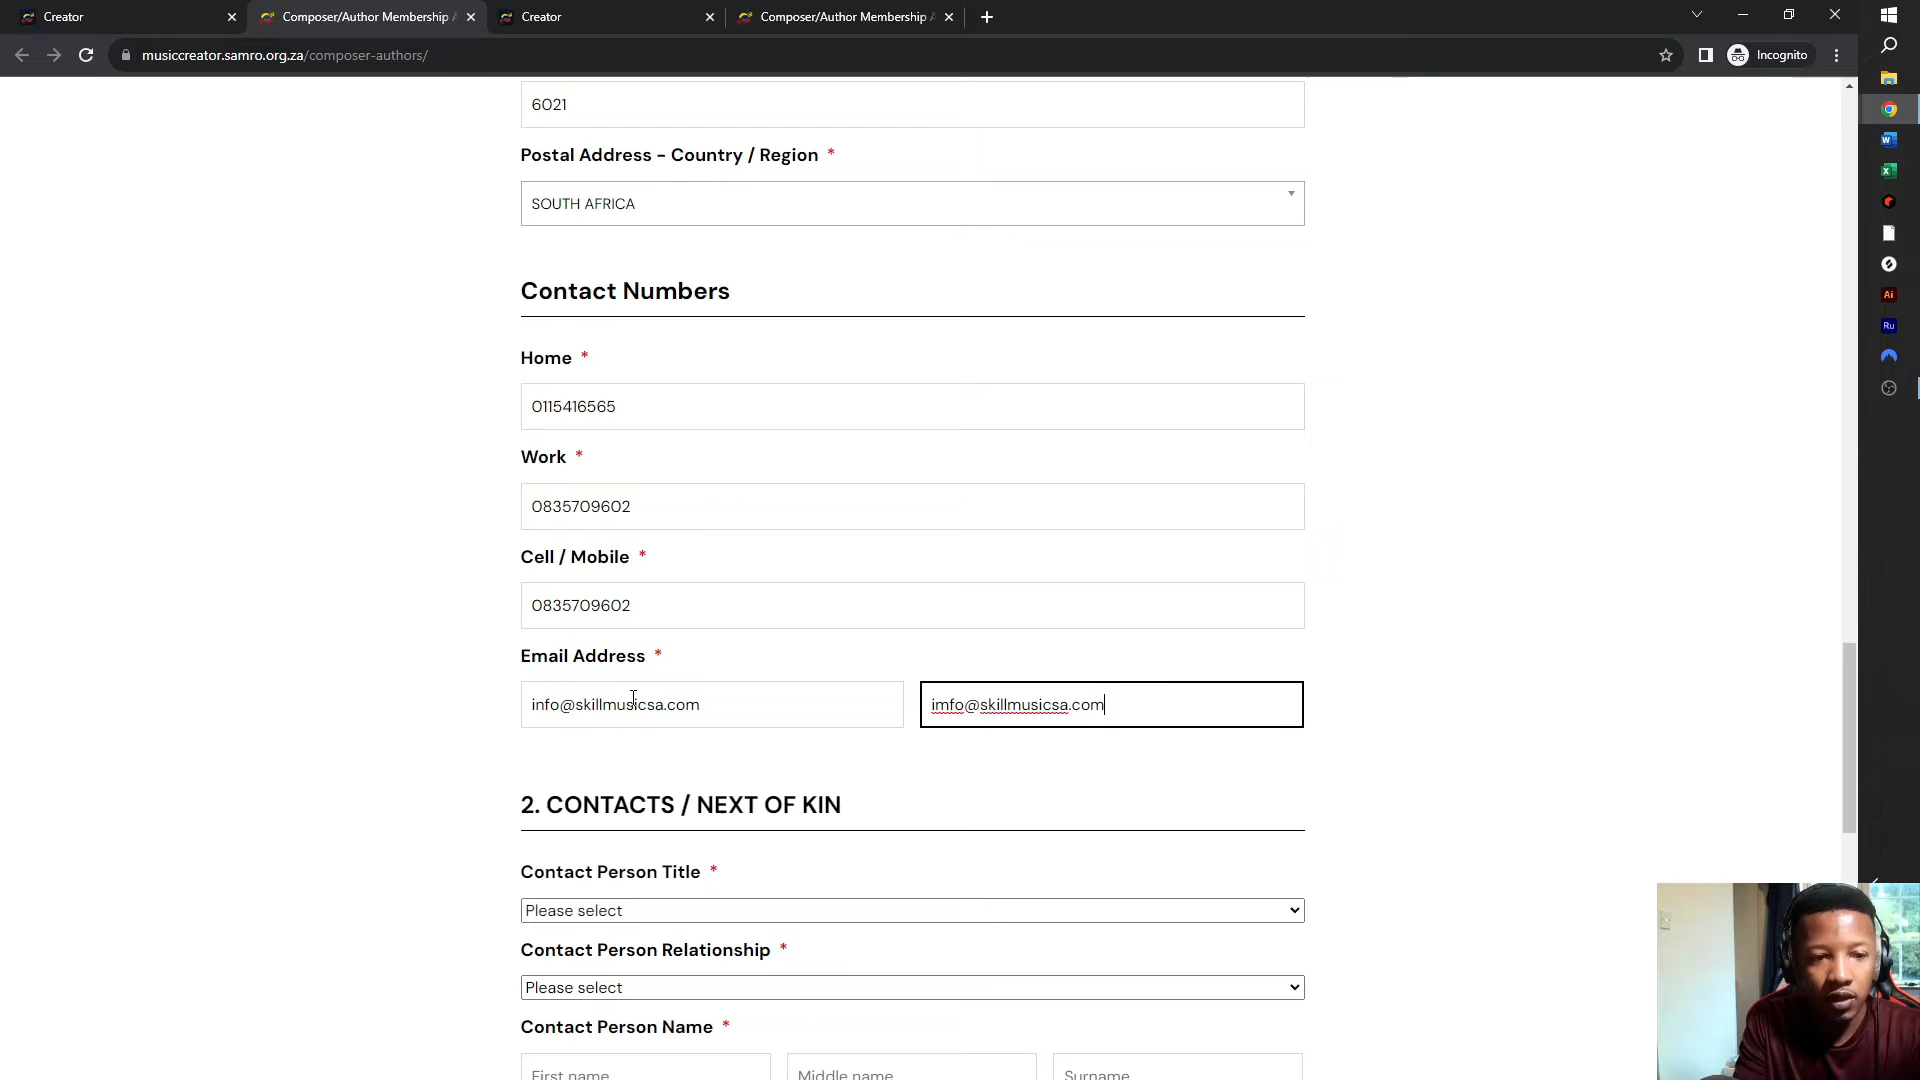 Creator
Composer/Author Membership A
Creator
Composer/Author Membership A
musiccreator.samro.org.za/composer-authors/
Incognito
6021
Postal Address - Country / Region *
SOUTH AFRICA
Contact Numbers
Home *
0115416565
Work *
0835709602
Cell / Mobile *
0835709602
Email Address *
info@skillmusicsa.com
imfo@skillmusicsa.com
2. CONTACTS / NEXT OF KIN
Contact Person Title *
Please select
Contact Person Relationship *
Please select
Contact Person Name *
First name
Middle name
Surname
Ai
Ru